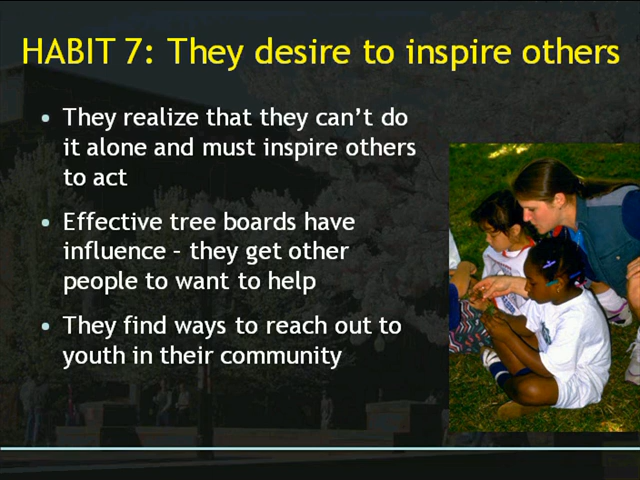 HABIT 7: They desire to inspire others
• They realize that they can’t do
it alone and must inspire others
to act
• Effective tree boards have
influence – they get other
people to want to help
• They find ways to reach out to
youth in their community